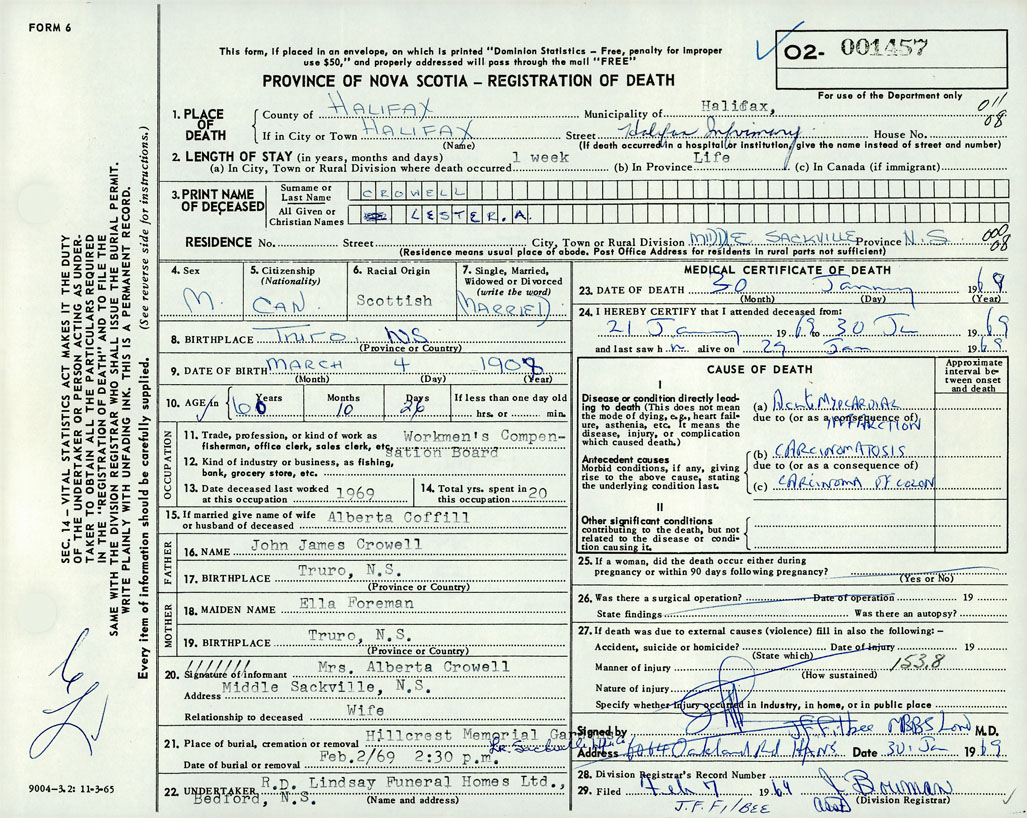 FORM 6
This form, if placed in an envelope, on which is printed "Dominion Statistics – Free, penalty for improper
use $50," and properly addressed will pass through the mail "FREE"
02- 001457
For use of the Department only
PROVINCE OF NOVA SCOTIA – REGISTRATION OF DEATH
SEC. 14 – VITAL STATISTICS ACT MAKES IT THE DUTY
OF THE UNDERTAKER OR PERSON ACTING AS UNDER-
TAKER TO OBTAIN ALL THE PARTICULARS REQUIRED
IN THE "REGISTRATION OF DEATH" AND TO FILE THE
SAME WITH THE DIVISION REGISTRAR WHO SHALL ISSUE THE BURIAL PERMIT.
WRITE PLAINLY WITH UNFADING INK. THIS IS A PERMANENT RECORD.
Every item of information should be carefully supplied. (See reverse side for instructions.)
1. PLACE OF DEATH County of HALIFAX Municipality of Halifax, 011
If in City or Town HALIFAX Street Halifax Infirmary House No. 08
(Name) (If death occurred in a hospital or institution, give the name instead of street and number)
2. LENGTH OF STAY (in years, months and days)
(a) In City, Town or Rural Division where death occurred 1 week (b) In Province Life (c) In Canada (if immigrant)
3. PRINT NAME OF DECEASED Surname or Last Name CROWELL
All Given or Christian Names LESTER.A.
RESIDENCE No. Street City, Town or Rural Division MIDDLE SACKVILLE Province N.S. 000 08
(Residence means usual place of abode. Post Office Address for residents in rural parts not sufficient)
4. Sex M.
5. Citizenship (Nationality) CAN
6. Racial Origin Scottish
7. Single, Married, Widowed or Divorced (write the word) MARRIED
8. BIRTHPLACE Truro, NS
(Province or Country)
9. DATE OF BIRTH MARCH 4 1908
(Month) (Day) (Year)
10. AGE in Years 60 Months 10 Days 26 If less than one day old
hrs. or min.
OCCUPATION
11. Trade, profession, or kind of work as fisherman, office clerk, sales clerk, etc. Workmen's Compen-
sation Board
12. Kind of industry or business, as fishing, bank, grocery store, etc.
13. Date deceased last worked at this occupation 1969 14. Total yrs. spent in this occupation 20
15. If married give name of wife or husband of deceased Alberta Coffill
FATHER
16. NAME John James Crowell
17. BIRTHPLACE Truro, N.S.
(Province or Country)
MOTHER
18. MAIDEN NAME Ella Foreman
19. BIRTHPLACE Truro, N.S.
(Province or Country)
20. Signature of informant Mrs. Alberta Crowell
Address Middle Sackville, N.S.
Relationship to deceased Wife
21. Place of burial, cremation or removal Hillcrest Memorial Gar
Date of burial or removal Feb.2/69 2:30 p.m.
22. UNDERTAKER R.D. Lindsay Funeral Homes Ltd.,
Bedford, N.S. (Name and address)
9004-3.2: 11-3-65
MEDICAL CERTIFICATE OF DEATH
23. DATE OF DEATH 30 1969
(Month) (Day) (Year)
24. I HEREBY CERTIFY that I attended deceased from:
21 1969 to 30 Ja 1969
and last saw h m alive on 29 Jan 1969
CAUSE OF DEATH
Approximate interval between onset and death
I
Disease or condition directly leading to death (This does not mean the mode of dying, e.g., heart failure, asthenia, etc. It means the disease, injury, or complication which caused death.)
(a) Acute MYOCARDIAL
due to (or as a consequence of) INFARCTION
Antecedent causes
Morbid conditions, if any, giving rise to the above cause, stating the underlying condition last.
(b) CARCINOMATOSIS
due to (or as a consequence of)
(c) CARCINOMA OF COLON
II
Other significant conditions
contributing to the death, but not related to the disease or condition causing it.
25. If a woman, did the death occur either during
pregnancy or within 90 days following pregnancy?
(Yes or No)
26. Was there a surgical operation? Date of operation 19
State findings Was there an autopsy?
27. If death was due to external causes (violence) fill in also the following: –
Accident, suicide or homicide? Date of injury 19
(State which)
Manner of injury 153.8
(How sustained)
Nature of injury
Specify whether injury occurred in industry, in home, or in public place
Signed by J.F. Filbee MBBS Lon M.D.
Address 6064 Oakland Rd HX NS Date 30 Ja 1969
28. Division Registrar's Record Number
29. Filed Feb 7 1969 J. Bowman
J.F. FILBEE (Division Registrar)